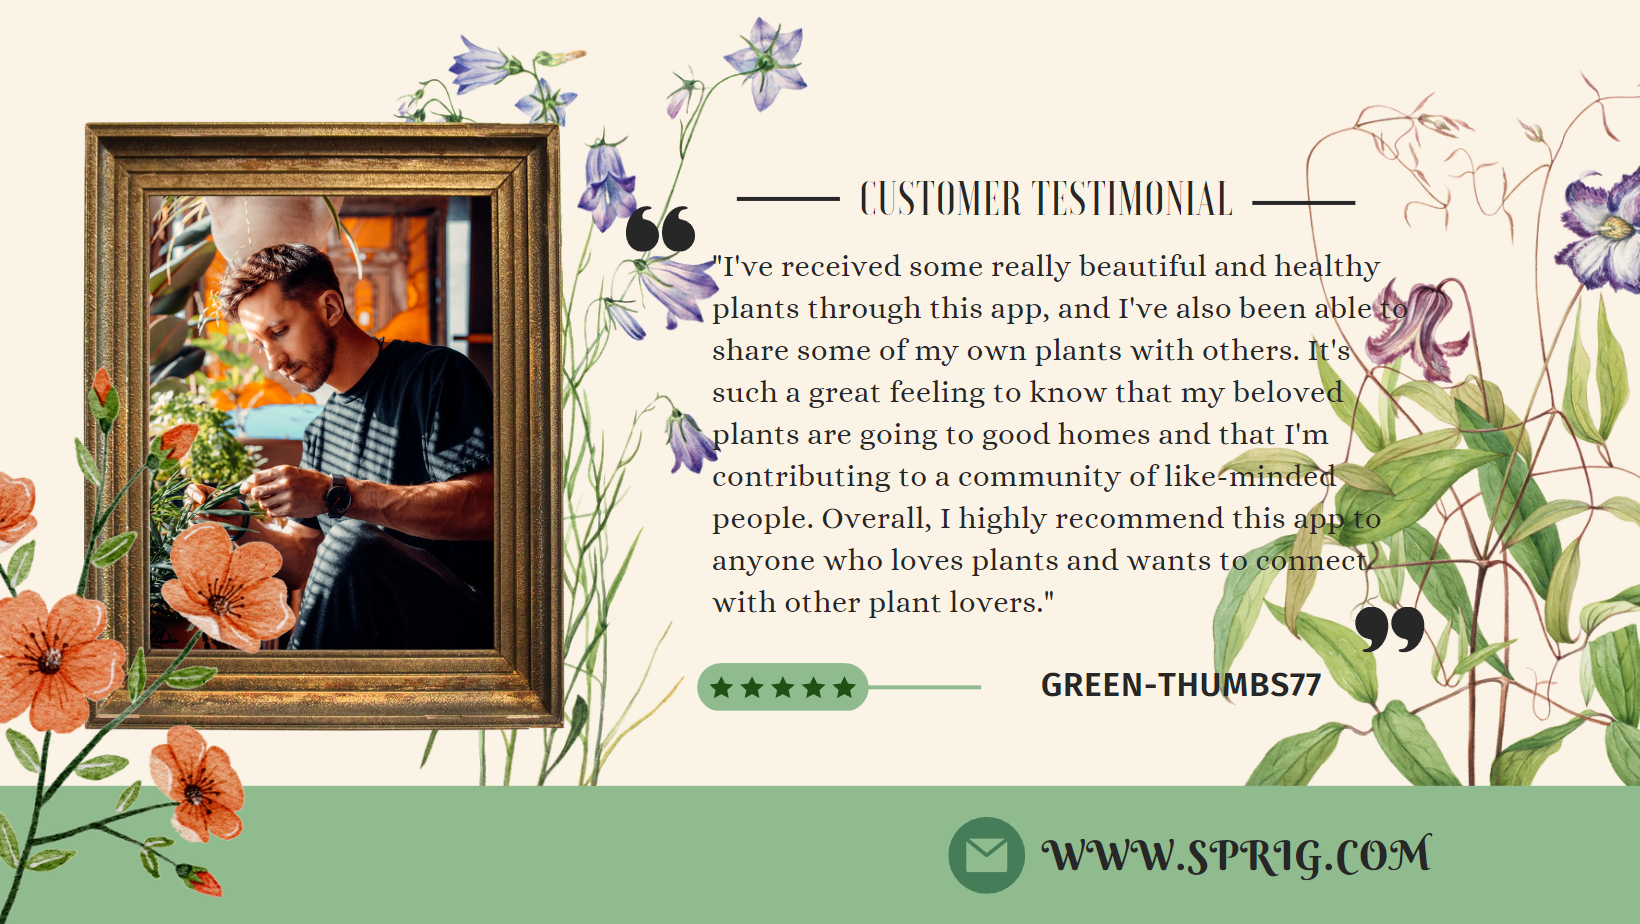 CUSTOMER TESTIMONIAL
"I've received some really beautiful and healthy
plants through this app, and I've also been able to
share some of my own plants with others. It's
such a great feeling to know that my beloved
plants are going to good homes and that I'm
contributing to a community of like-minded
people. Overall, I highly recommend this app to
anyone who loves plants and wants to connect
with other plant lovers."
GREEN-THUMBS77
WWW.SPRIG.COM